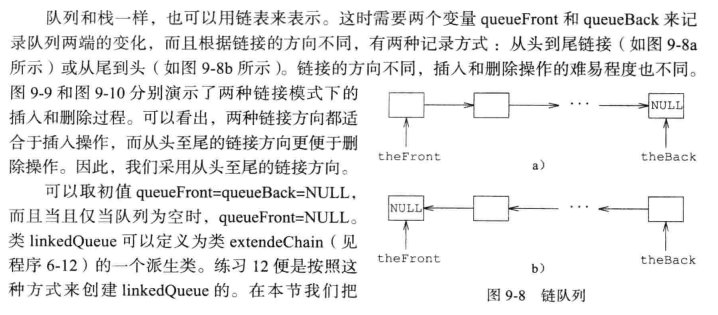 队列和栈一样，也可以用链表来表示。这时需要两个变量 queueFront 和 queueBack 来记
录队列两端的变化，而且根据链接的方向不同，有两种记录方式：从头到尾链接（如图 9-8a
所示）或从尾到头（如图 9-8b 所示）。链接的方向不同，插入和删除操作的难易程度也不同。
图 9-9 和图 9-10 分别演示了两种链接模式下的
插入和删除过程。可以看出，两种链接方向都适
合于插入操作，而从头至尾的链接方向更便于删
除操作。因此，我们采用从头至尾的链接方向。
可以取初值 queueFront=queueBack=NULL，
而且当且仅当队列为空时，queueFront=NULL。
类 linkedQueue 可以定义为类 extendeChain（见
程序 6-12）的一个派生类。练习 12 便是按照这
种方式来创建 linkedQueue 的。在本节我们把
··· NULL
theFront theBack
a）
NULL ···
theFront theBack
b）
图 9-8 链队列